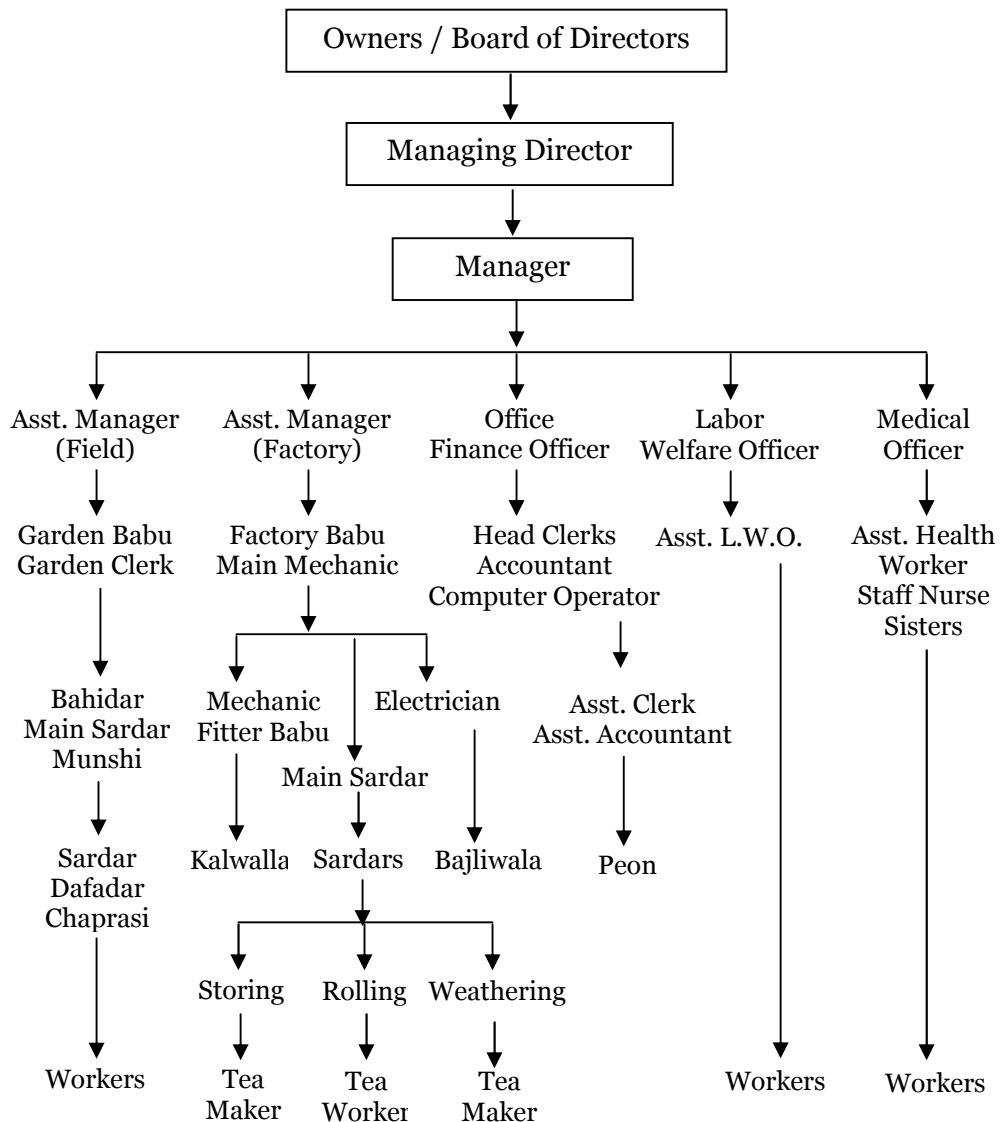 Owners / Board of Directors
Managing Director
Manager
Asst. Manager
(Field)
Asst. Manager
(Factory)
Office
Finance Officer
Labor
Welfare Officer
Medical
Officer
Garden Babu
Garden Clerk
Factory Babu
Main Mechanic
Head Clerks
Accountant
Computer Operator
Asst. L.W.O.
Asst. Health
Worker
Staff Nurse
Sisters
Bahidar
Main Sardar
Munshi
Mechanic
Fitter Babu
Electrician
Asst. Clerk
Asst. Accountant
Main Sardar
Sardar
Dafadar
Chaprasi
Kalwalla
Sardars
Bajliwala
Peon
Storing
Rolling
Weathering
Workers
Tea
Maker
Tea
Worker
Tea
Maker
Workers
Workers